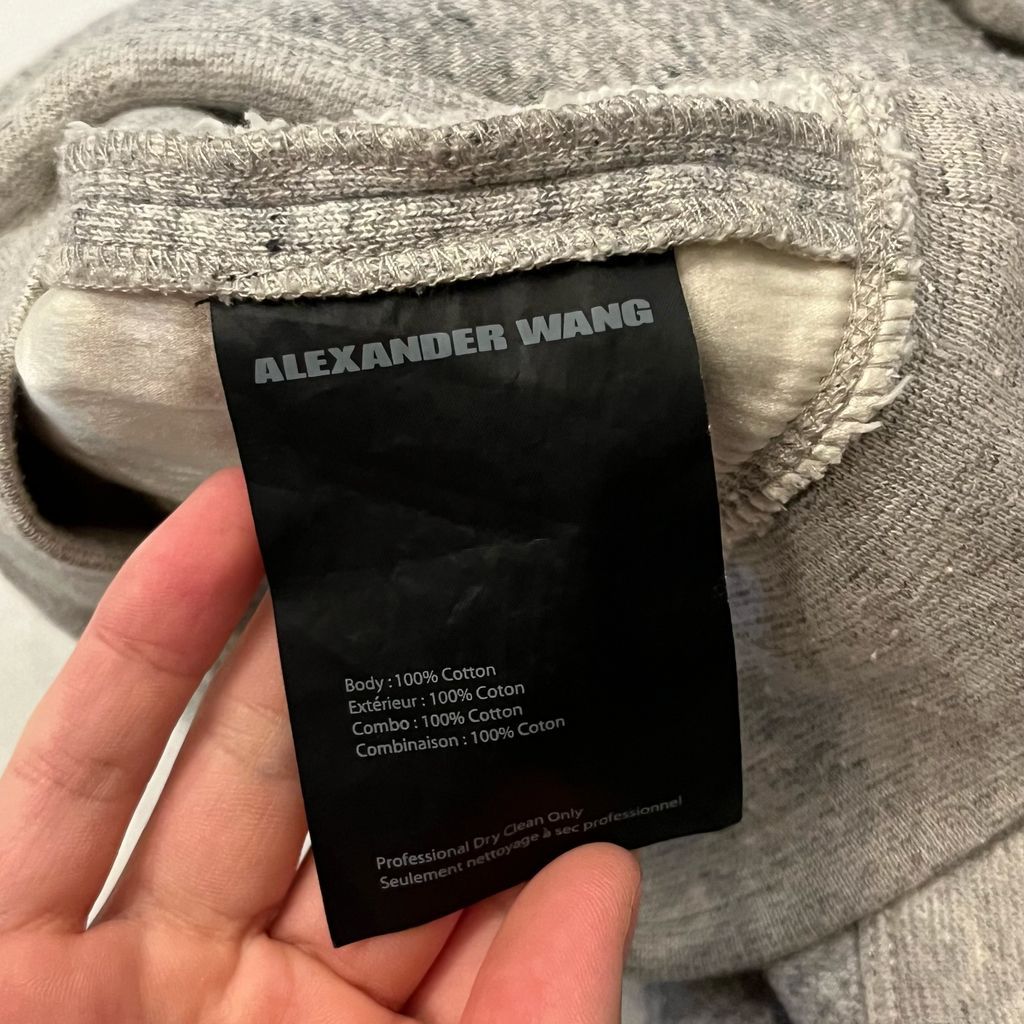 ALEXANDER WANG
Body : 100% Cotton
Extérieur : 100% Coton
Combo : 100% Cotton
Combinaison : 100% Coton
Professional Dry Clean Only
Seulement nettoyage à sec professionnel